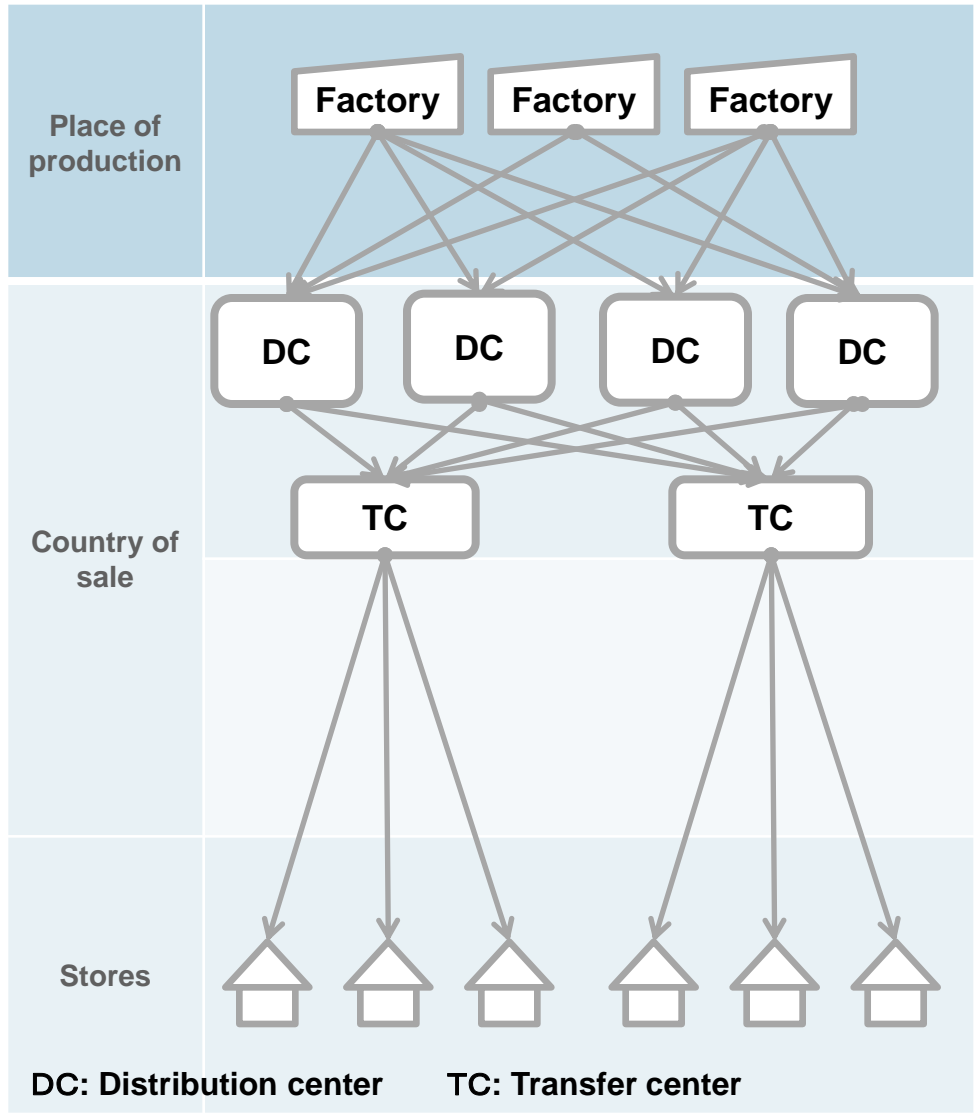 Factory Factory Factory
Place of
production
DC DC DC DC
TC TC
Country of
sale
Stores
DC: Distribution center TC: Transfer center